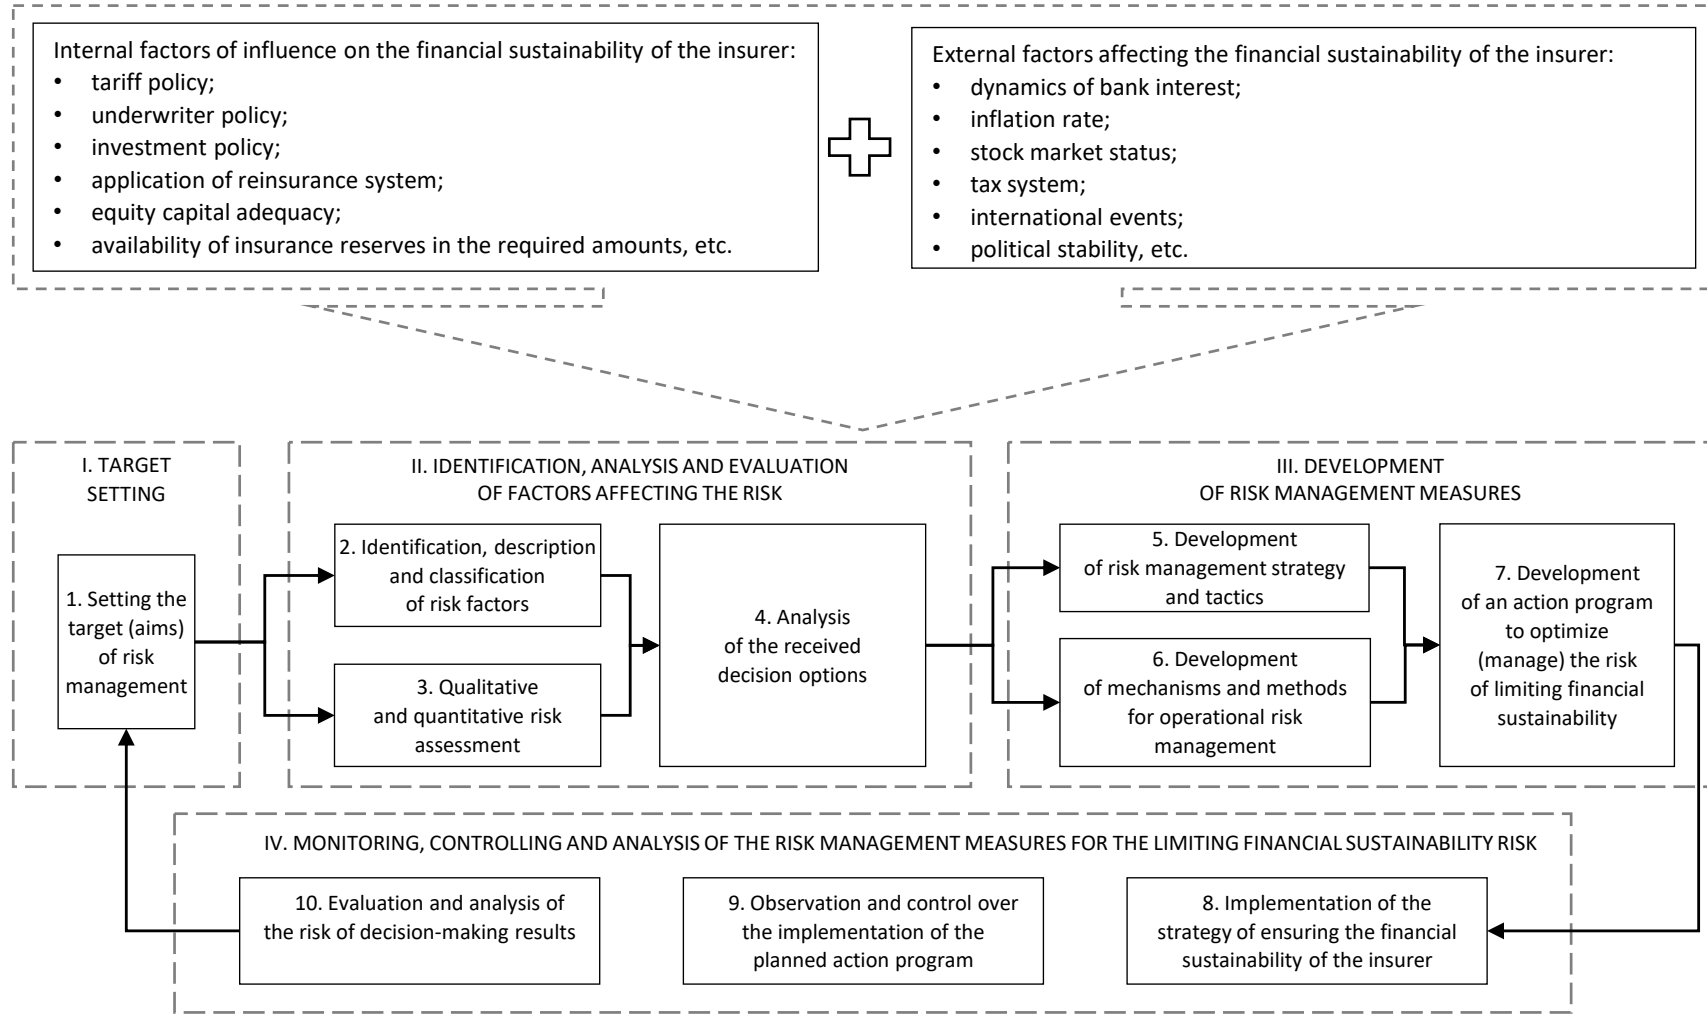 Internal factors of influence on the financial sustainability of the insurer:
• tariff policy;
• underwriter policy;
• investment policy;
• application of reinsurance system;
• equity capital adequacy;
• availability of insurance reserves in the required amounts, etc.
External factors affecting the financial sustainability of the insurer:
• dynamics of bank interest;
• inflation rate;
• stock market status;
• tax system;
• international events;
• political stability, etc.
I. TARGET
SETTING
1. Setting the
target (aims)
of risk
management
II. IDENTIFICATION, ANALYSIS AND EVALUATION
OF FACTORS AFFECTING THE RISK
2. Identification, description
and classification
of risk factors
3. Qualitative
and quantitative risk
assessment
4. Analysis
of the received
decision options
III. DEVELOPMENT
OF RISK MANAGEMENT MEASURES
5. Development
of risk management strategy
and tactics
6. Development
of mechanisms and methods
for operational risk
management
7. Development
of an action program
to optimize
(manage) the risk
of limiting financial
sustainability
IV. MONITORING, CONTROLLING AND ANALYSIS OF THE RISK MANAGEMENT MEASURES FOR THE LIMITING FINANCIAL SUSTAINABILITY RISK
10. Evaluation and analysis of
the risk of decision-making results
9. Observation and control over
the implementation of the
planned action program
8. Implementation of the
strategy of ensuring the financial
sustainability of the insurer